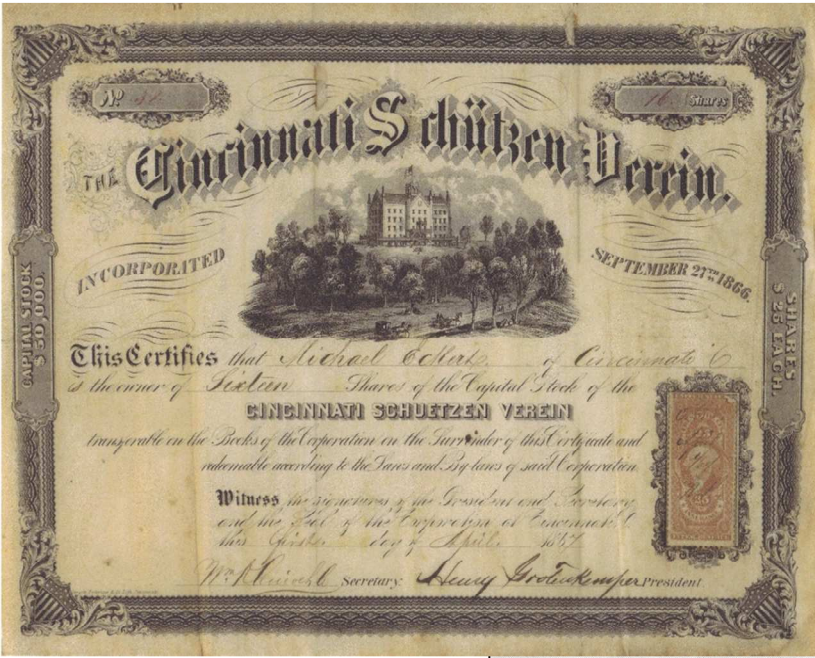 No
16 Shares
THE Cincinnati Schützen Verein.
INCORPORATED SEPTEMBER 27TH 1866.
CAPITAL STOCK
$50,000.
SHARES
$25 EACH.
This Certifies that Michael Eckert of Cincinnati O
is the owner of Sixteen Shares of the Capital Stock of the
CINCINNATI SCHUETZEN VEREIN
transferable on the Books of the Corporation on the Surrender of this Certificate and
redeemable according to the Laws and By-laws of said Corporation
Witness the signatures of the President and Secretary
and the Seal of the Corporation at Cincinnati O
this first day of April 1867
25
Wm Secretary. Henry Grotenkemper President